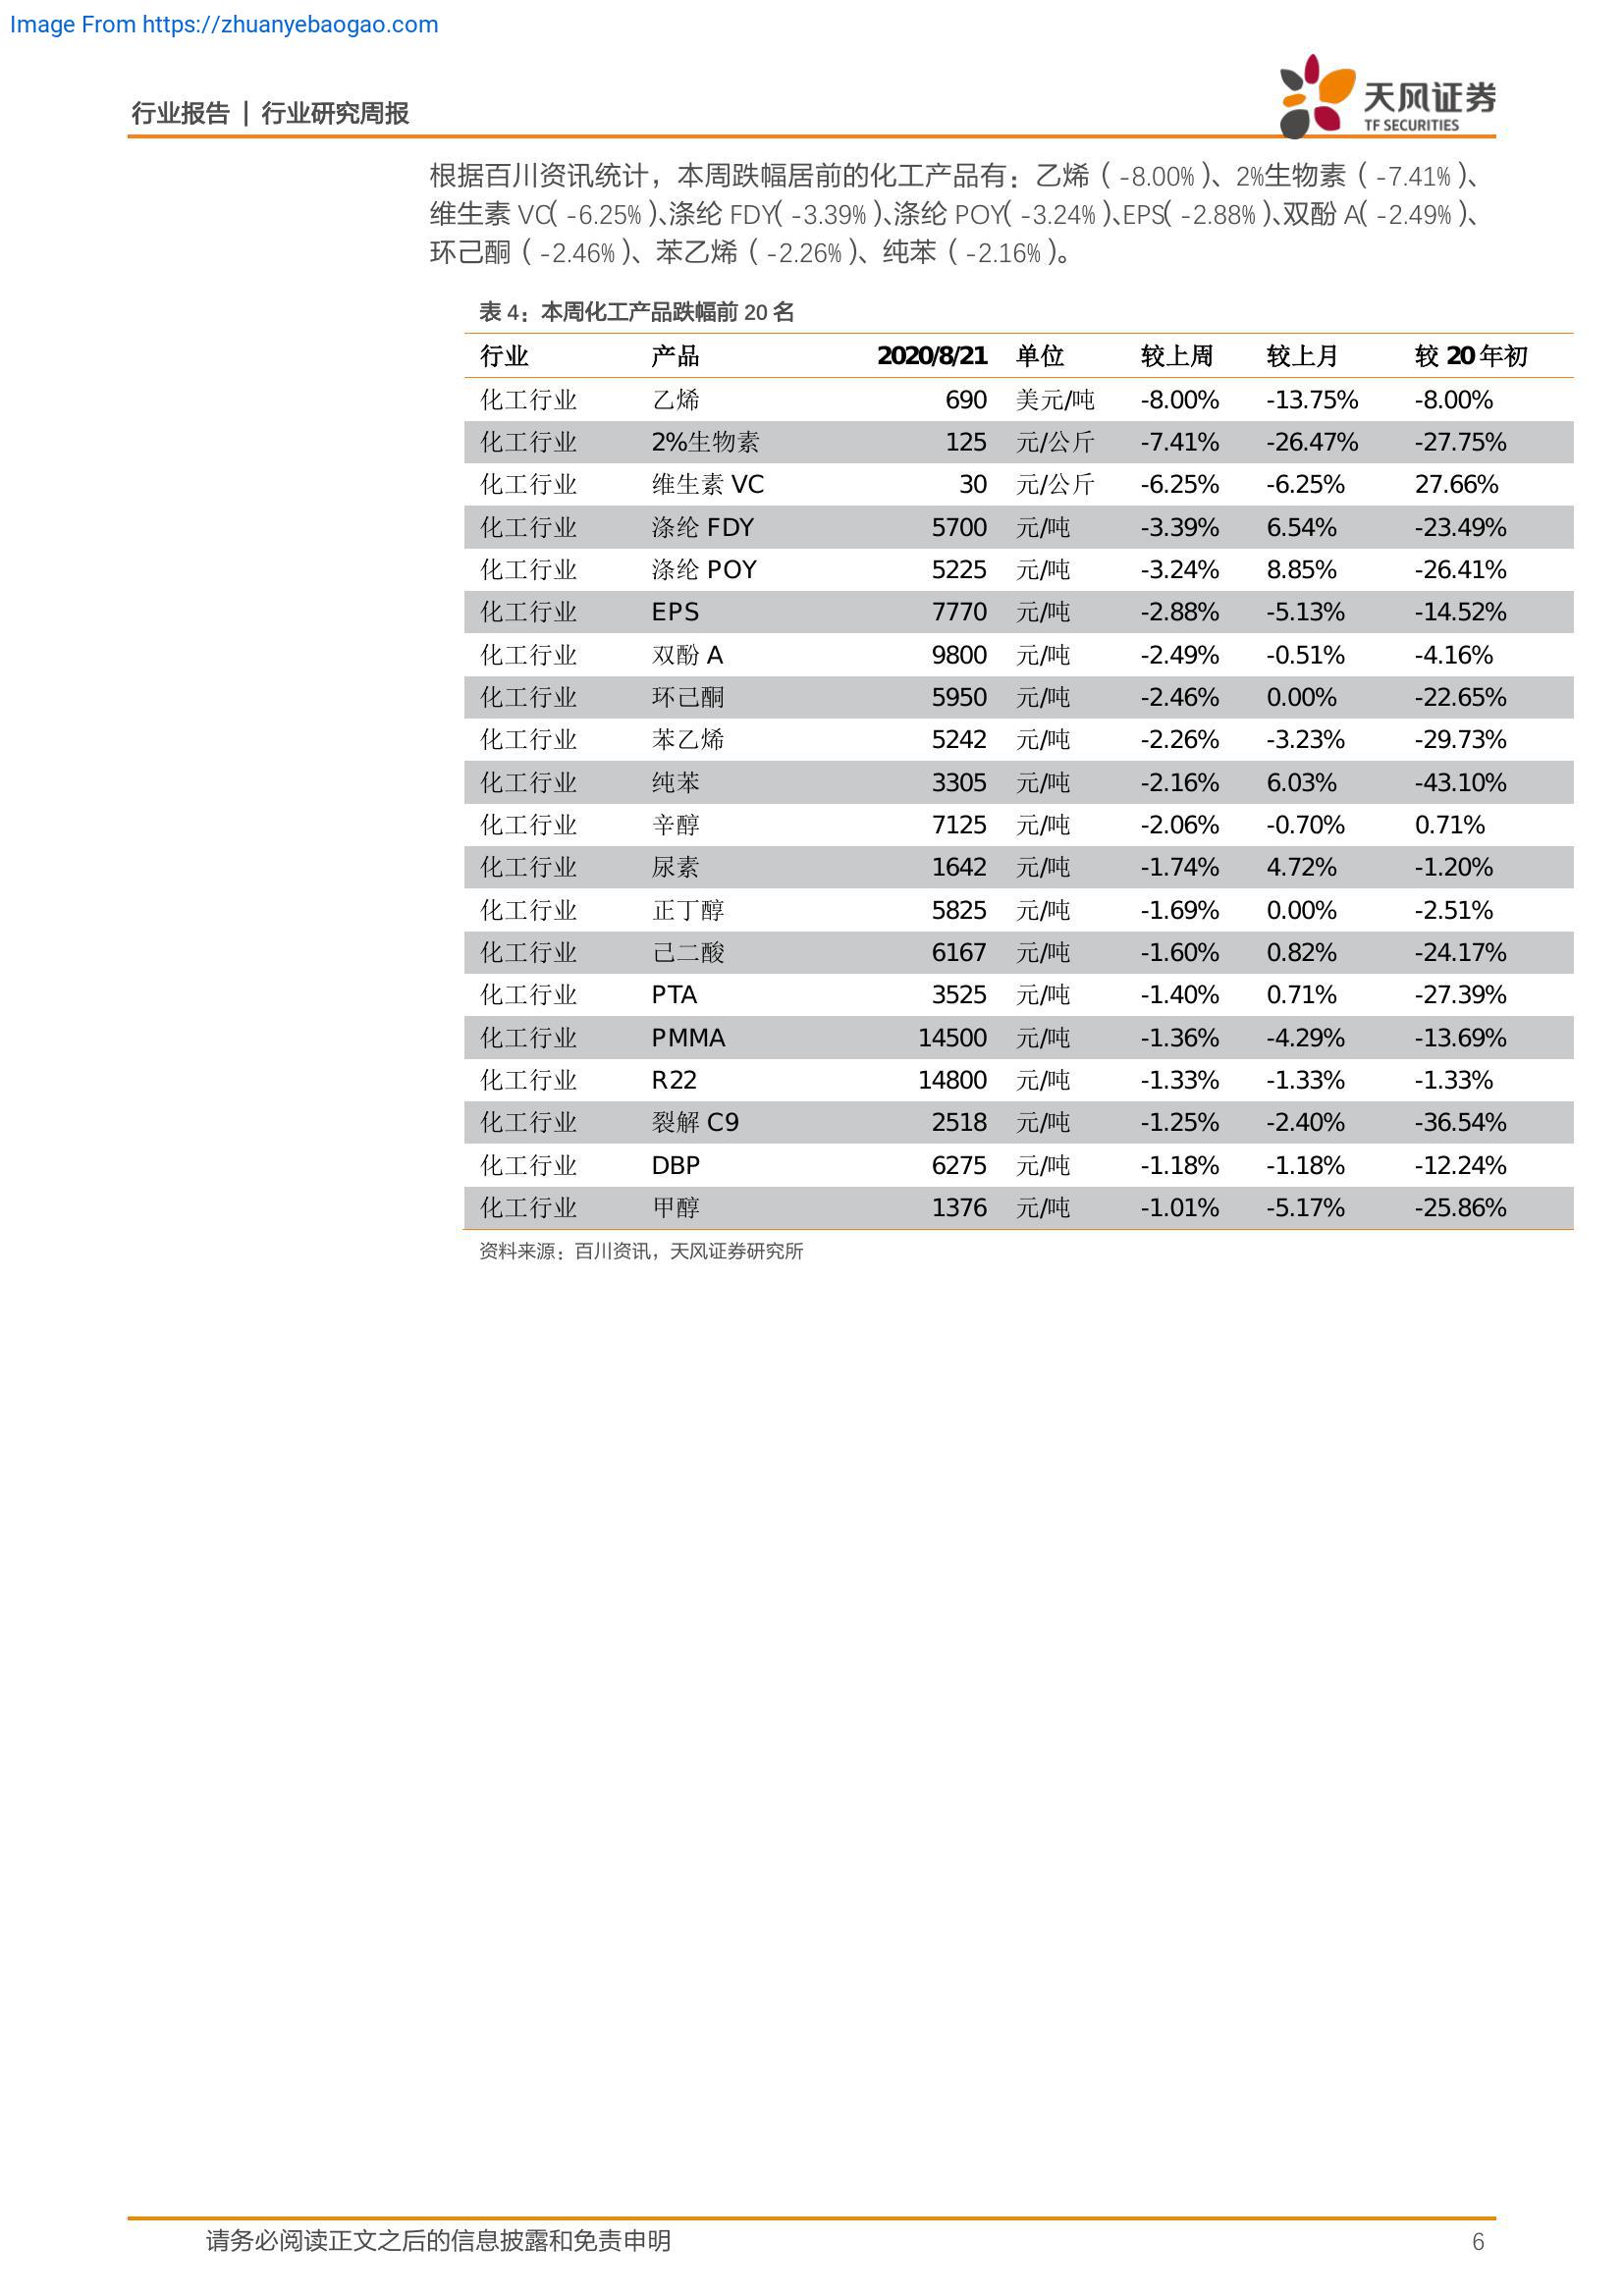 Image From https://zhuanyebaogao.com
行业报告 | 行业研究周报
天风证券
TF SECURITIES
根据百川资讯统计，本周跌幅居前的化工产品有：乙烯（-8.00%）、2%生物素（-7.41%）、
维生素 VC（-6.25%）、涤纶 FDY（-3.39%）、涤纶 POY（-3.24%）、EPS（-2.88%）、双酚 A（-2.49%）、
环己酮（-2.46%）、苯乙烯（-2.26%）、纯苯（-2.16%）。
表 4：本周化工产品跌幅前 20 名
行业 产品 2020/8/21 单位 较上周 较上月 较 20 年初
化工行业 乙烯 690 美元/吨 -8.00% -13.75% -8.00%
化工行业 2%生物素 125 元/公斤 -7.41% -26.47% -27.75%
化工行业 维生素 VC 30 元/公斤 -6.25% -6.25% 27.66%
化工行业 涤纶 FDY 5700 元/吨 -3.39% 6.54% -23.49%
化工行业 涤纶 POY 5225 元/吨 -3.24% 8.85% -26.41%
化工行业 EPS 7770 元/吨 -2.88% -5.13% -14.52%
化工行业 双酚 A 9800 元/吨 -2.49% -0.51% -4.16%
化工行业 环己酮 5950 元/吨 -2.46% 0.00% -22.65%
化工行业 苯乙烯 5242 元/吨 -2.26% -3.23% -29.73%
化工行业 纯苯 3305 元/吨 -2.16% 6.03% -43.10%
化工行业 辛醇 7125 元/吨 -2.06% -0.70% 0.71%
化工行业 尿素 1642 元/吨 -1.74% 4.72% -1.20%
化工行业 正丁醇 5825 元/吨 -1.69% 0.00% -2.51%
化工行业 己二酸 6167 元/吨 -1.60% 0.82% -24.17%
化工行业 PTA 3525 元/吨 -1.40% 0.71% -27.39%
化工行业 PMMA 14500 元/吨 -1.36% -4.29% -13.69%
化工行业 R22 14800 元/吨 -1.33% -1.33% -1.33%
化工行业 裂解 C9 2518 元/吨 -1.25% -2.40% -36.54%
化工行业 DBP 6275 元/吨 -1.18% -1.18% -12.24%
化工行业 甲醇 1376 元/吨 -1.01% -5.17% -25.86%
资料来源：百川资讯，天风证券研究所
请务必阅读正文之后的信息披露和免责申明 6